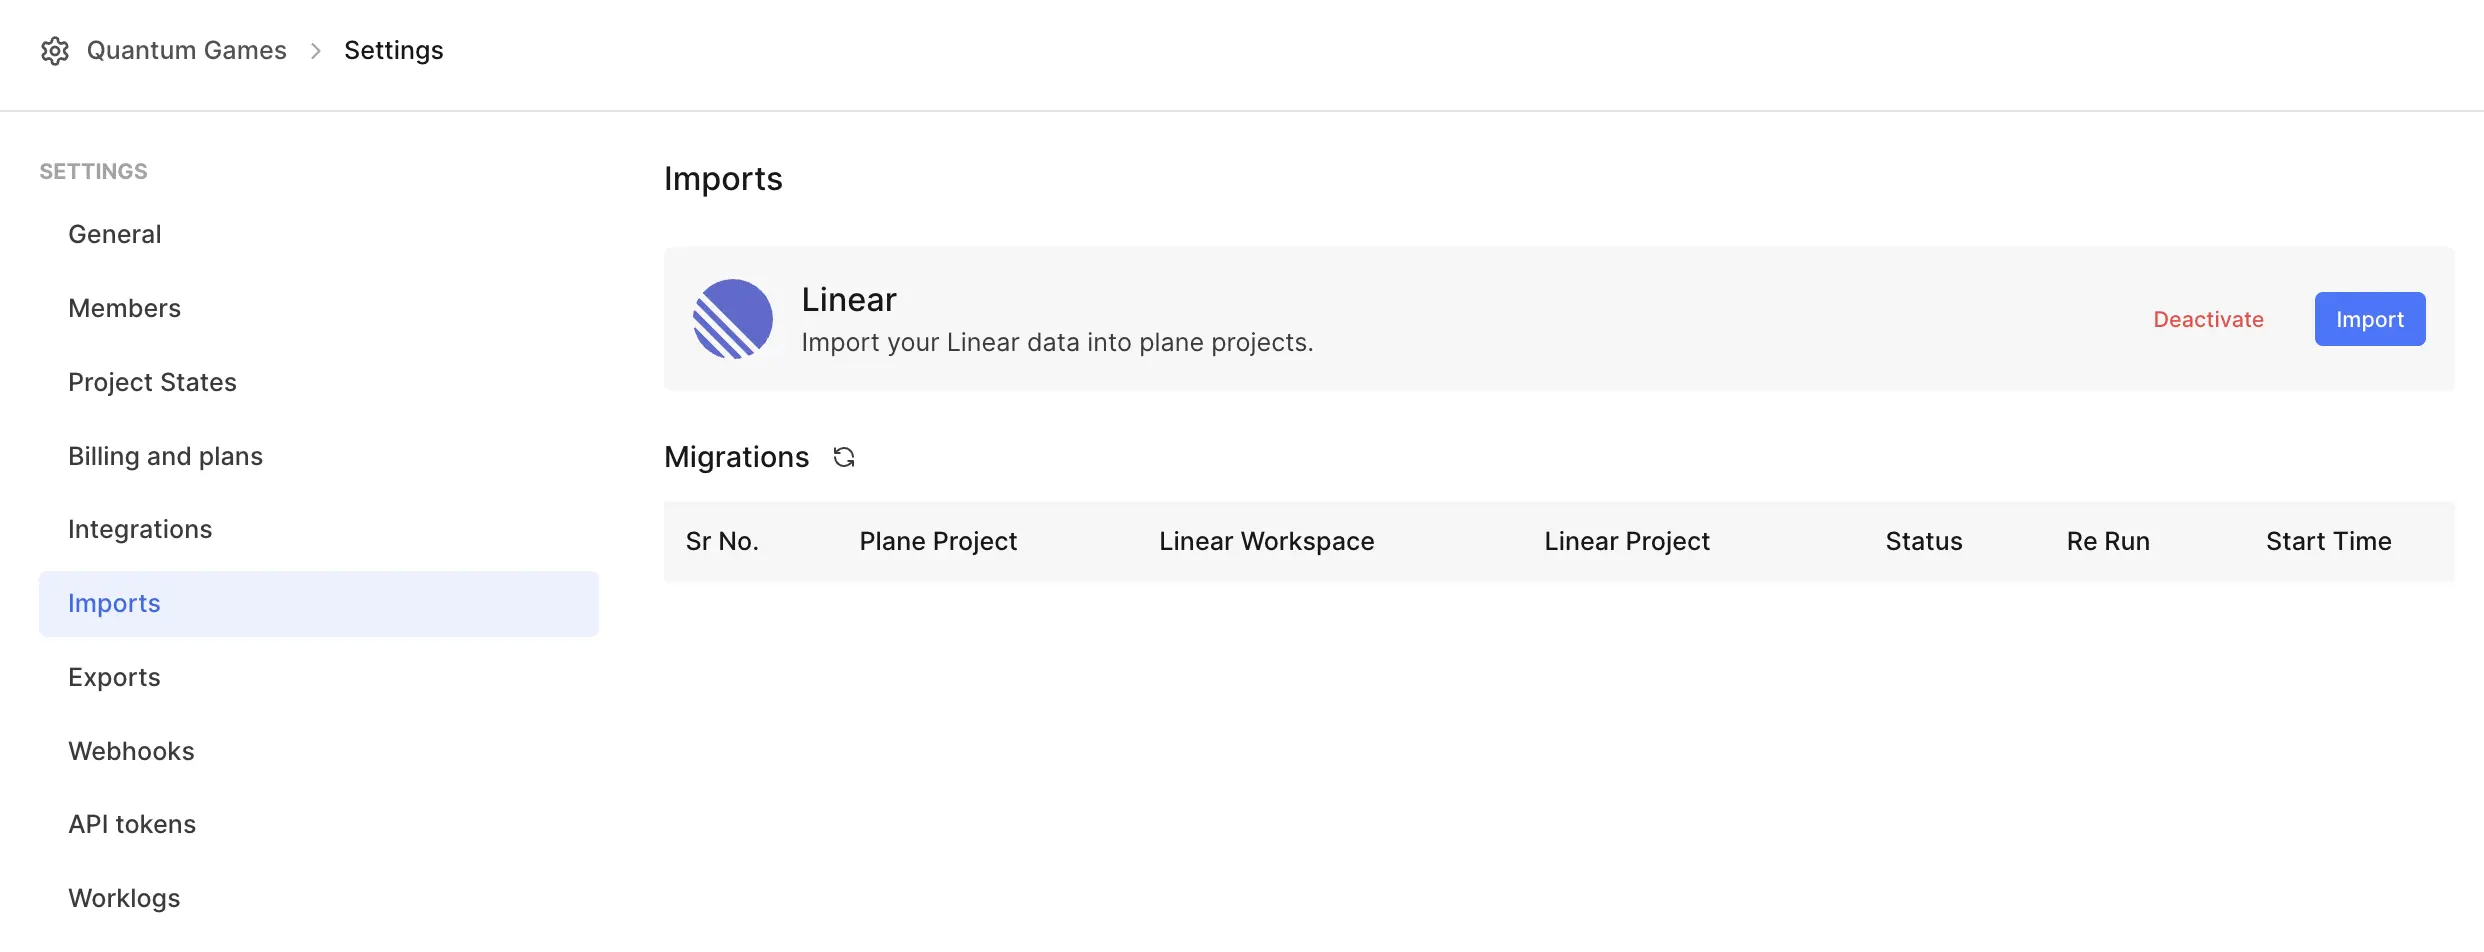 Quantum Games > Settings
SETTINGS
General
Members
Project States
Billing and plans
Integrations
Imports
Exports
Webhooks
API tokens
Worklogs
Imports
Linear
Import your Linear data into plane projects.
Deactivate
Import
Migrations
Sr No. Plane Project Linear Workspace Linear Project Status Re Run Start Time